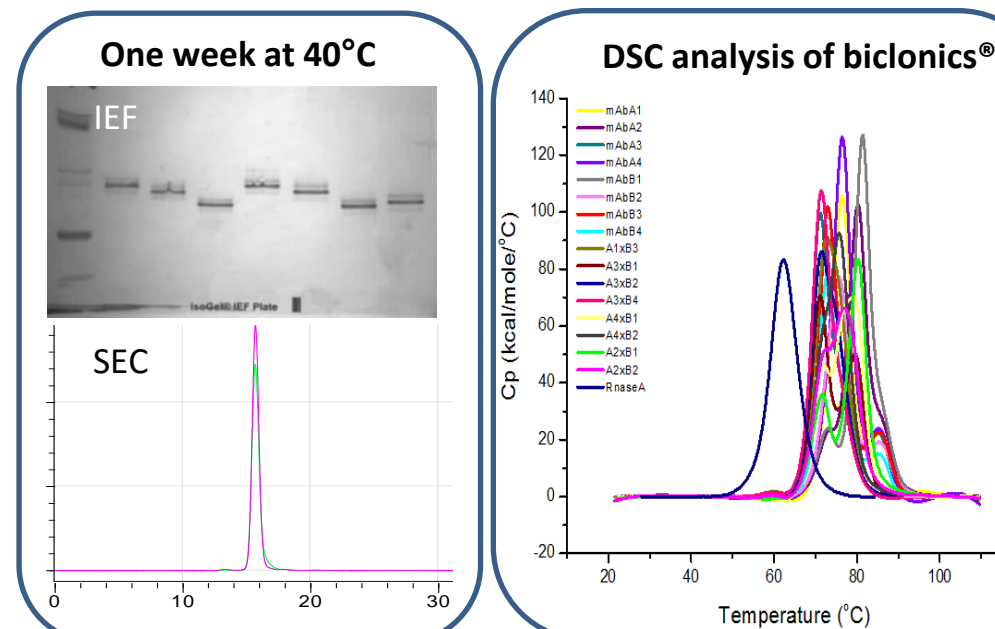 One week at 40°C
IEF
IsoGel® IEF Plate
SEC
0
10
20
30
DSC analysis of biclonics®
140
120
100
80
60
40
20
0
-20
Cp (kcal/mole/°C)
mAbA1
mAbA2
mAbA3
mAbA4
mAbB1
mAbB2
mAbB3
mAbB4
A1xB3
A3xB1
A3xB2
A3xB4
A4xB1
A4xB2
A2xB1
A2xB2
RnaseA
20
40
60
80
100
Temperature (°C)